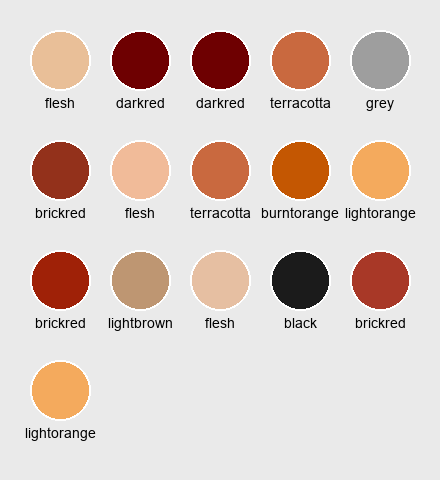 flesh darkred darkred terracotta grey
brickred flesh terracotta burntorange lightorange
brickred lightbrown flesh black brickred
lightorange